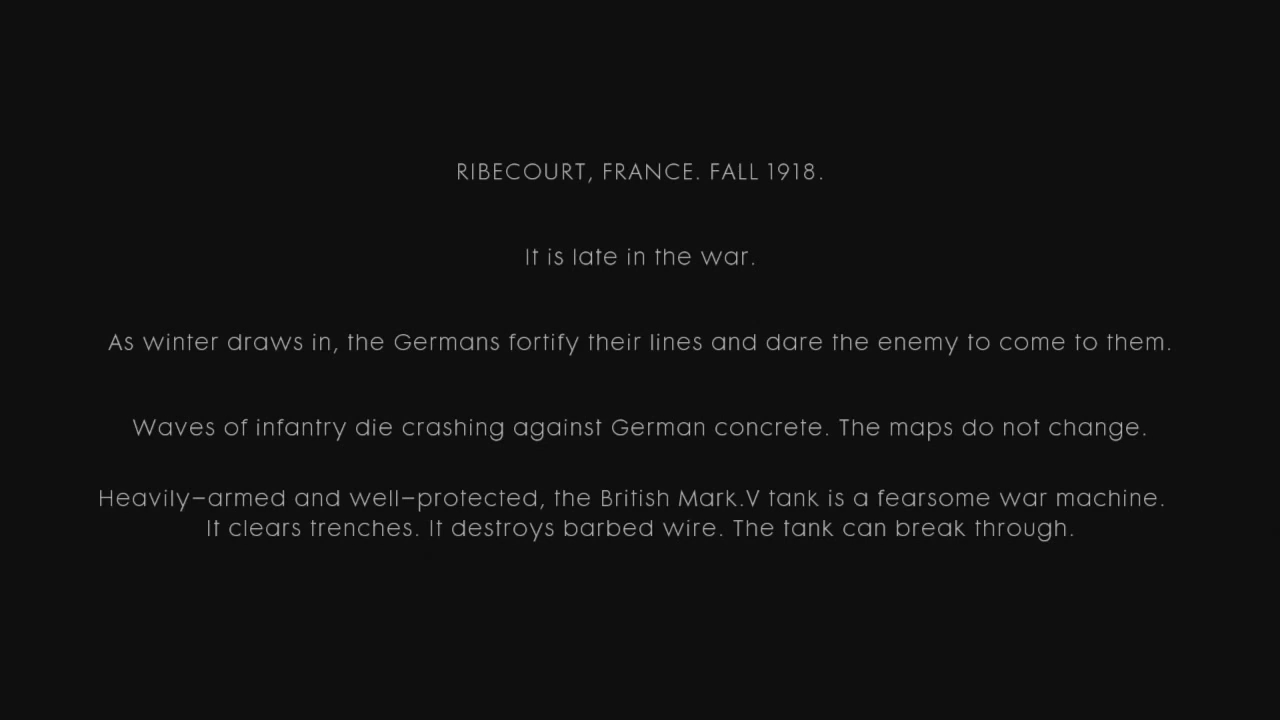 RIBECOURT, FRANCE. FALL 1918.
It is late in the war.
As winter draws in, the Germans fortify their lines and dare the enemy to come to them.
Waves of infantry die crashing against German concrete. The maps do not change.
Heavily-armed and well-protected, the British Mark.V tank is a fearsome war machine.
It clears trenches. It destroys barbed wire. The tank can break through.